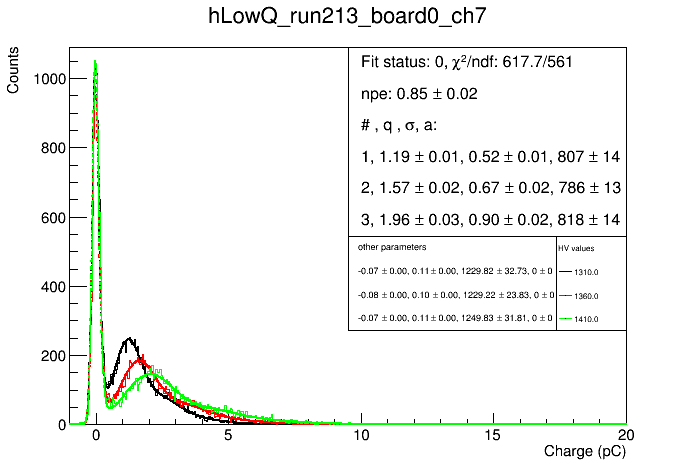 hLowQ_run213_board0_ch7
Counts
Fit status: 0, χ²/ndf: 617.7/561
npe: 0.85 ± 0.02
# , q , σ, a:
1, 1.19 ± 0.01, 0.52 ± 0.01, 807 ± 14
2, 1.57 ± 0.02, 0.67 ± 0.02, 786 ± 13
3, 1.96 ± 0.03, 0.90 ± 0.02, 818 ± 14
other parameters
-0.07 ± 0.00, 0.11 ± 0.00, 1229.82 ± 32.73, 0 ± 0
-0.08 ± 0.00, 0.10 ± 0.00, 1229.22 ± 23.83, 0 ± 0
-0.07 ± 0.00, 0.11 ± 0.00, 1249.83 ± 31.81, 0 ± 0
HV values
1310.0
1360.0
1410.0
1000
800
600
400
200
0
0 5 10 15 20
Charge (pC)